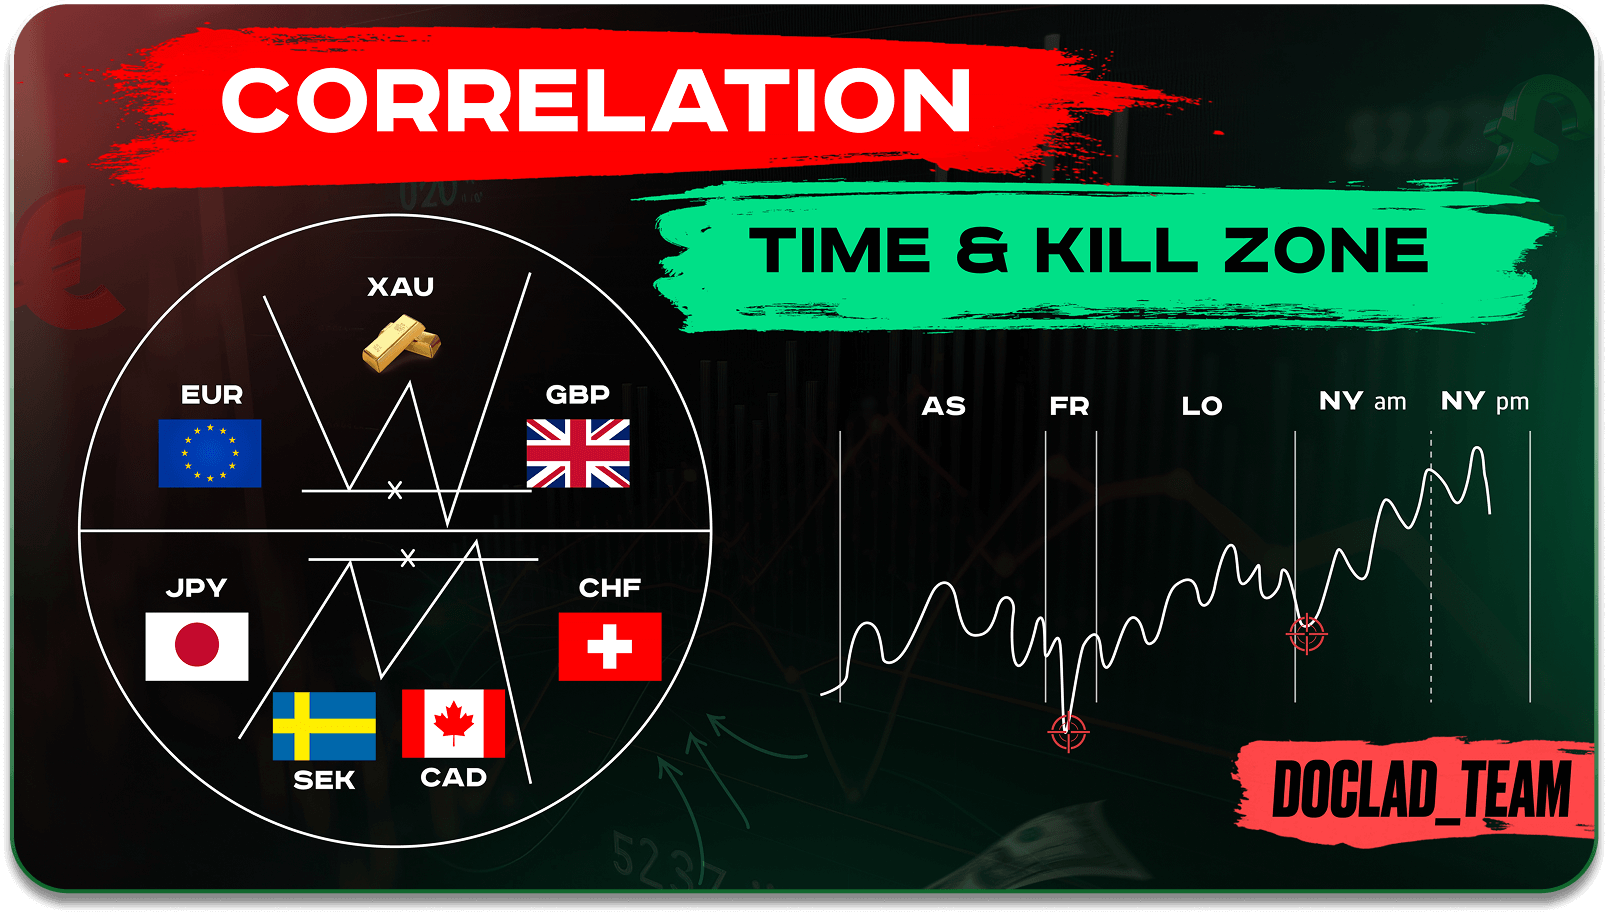 CORRELATION
TIME & KILL ZONE
XAU
EUR
GBP
x
x
JPY
CHF
SEK
CAD
AS
FR
LO
NY am
NY pm
DOCLAD_TEAM